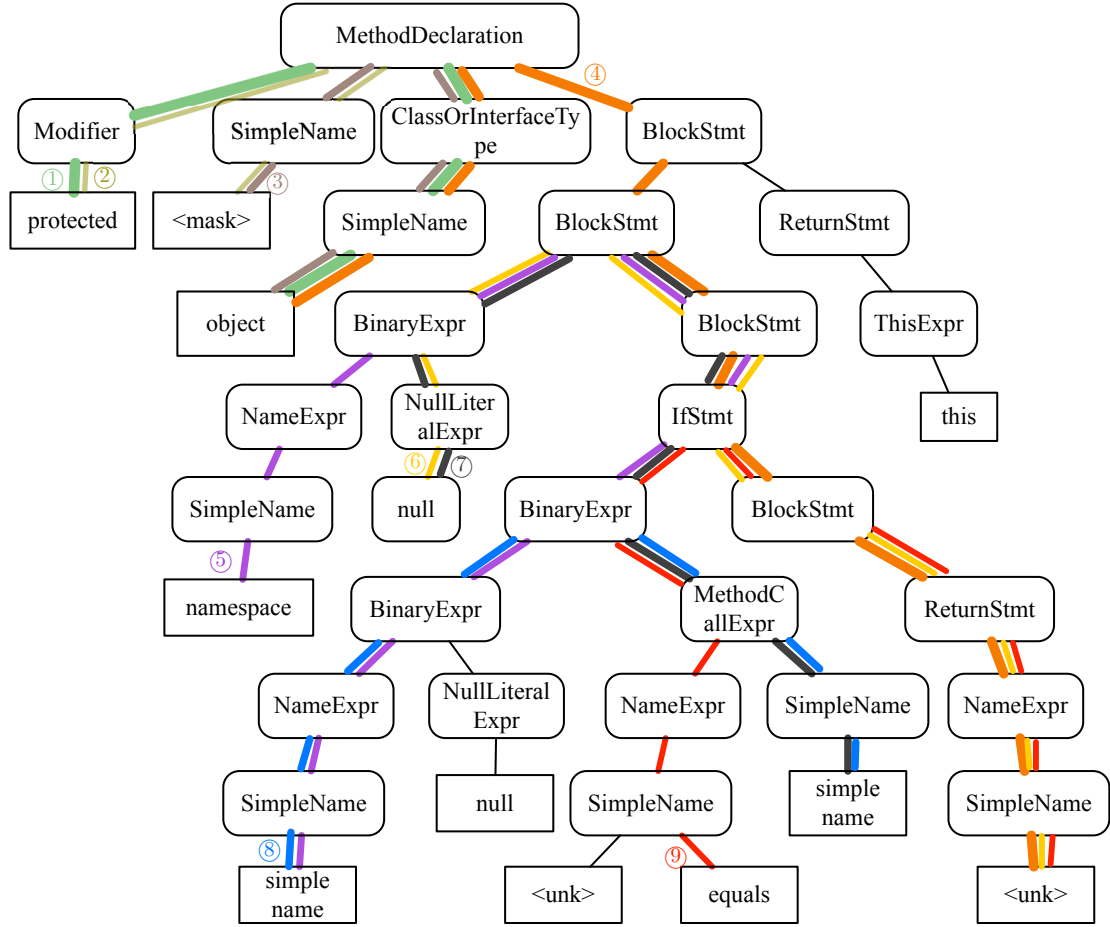 MethodDeclaration
④
Modifier
SimpleName
ClassOrInterfaceTy
pe
BlockStmt
①
②
③
protected
<mask>
SimpleName
BlockStmt
ReturnStmt
object
BinaryExpr
BlockStmt
ThisExpr
NameExpr
NullLiter
alExpr
IfStmt
this
⑥
⑦
SimpleName
null
BinaryExpr
BlockStmt
⑤
namespace
BinaryExpr
MethodC
allExpr
ReturnStmt
NameExpr
NullLiteral
Expr
NameExpr
SimpleName
NameExpr
SimpleName
null
SimpleName
simple
name
SimpleName
⑧
⑨
simple
name
<unk>
equals
<unk>